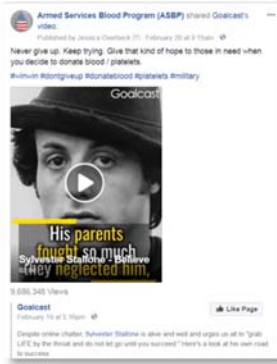 Armed Services Blood Program (ASBP) shared Goalcast's
video.
Published by Jessica Overbeck [?] · February 20 at 9:15am ·
Never give up. Keep trying. Give that kind of hope to those in need when
you decide to donate blood / platelets.
#winwin #dontgiveup #donateblood #platelets #military
Goalcast
His parents
fought so much
Sylvester Stallone - Believe
they neglected him,
9,686,348 Views
Goalcast
February 19 at 5:16pm ·
Like Page
Despite online chatter, Sylvester Stallone is alive and well and urges us all to "grab
LIFE by the throat and do not let go until you succeed." Here's a look at his own road
to success